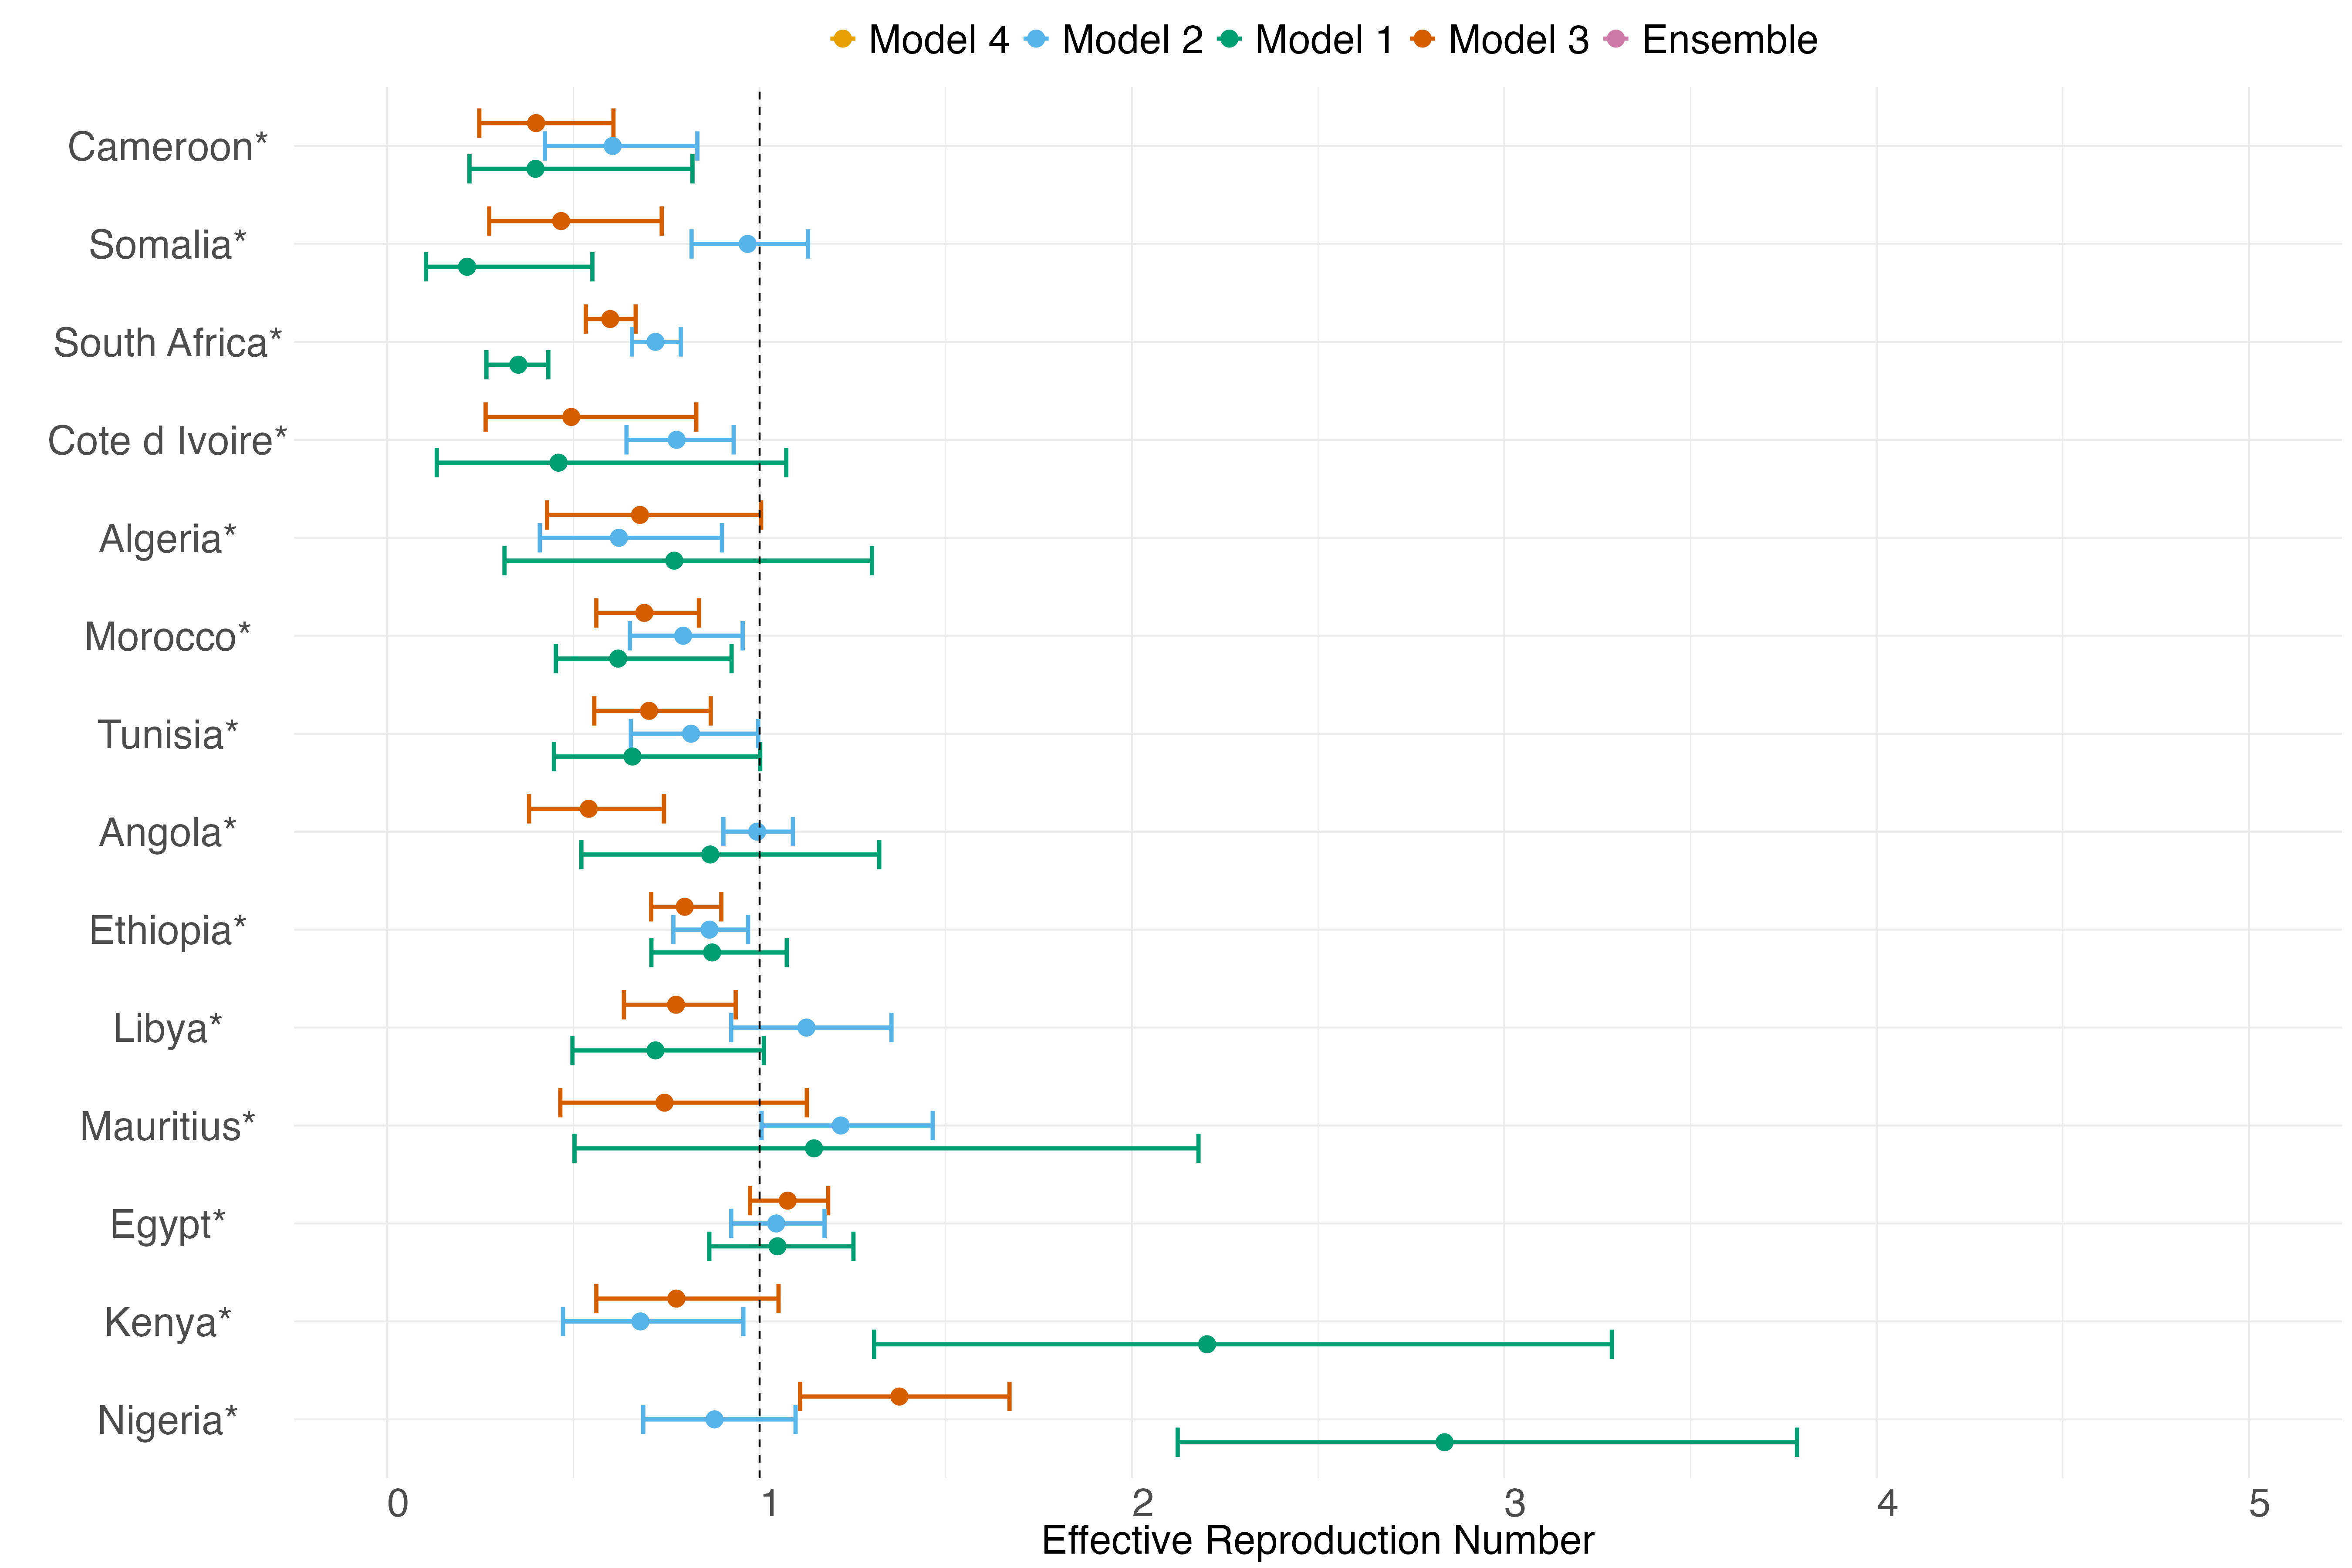 Model 4 Model 2 Model 1 Model 3 Ensemble
Cameroon*
Somalia*
South Africa*
Cote d Ivoire*
Algeria*
Morocco*
Tunisia*
Angola*
Ethiopia*
Libya*
Mauritius*
Egypt*
Kenya*
Nigeria*
0 1 2 3 4 5
Effective Reproduction Number